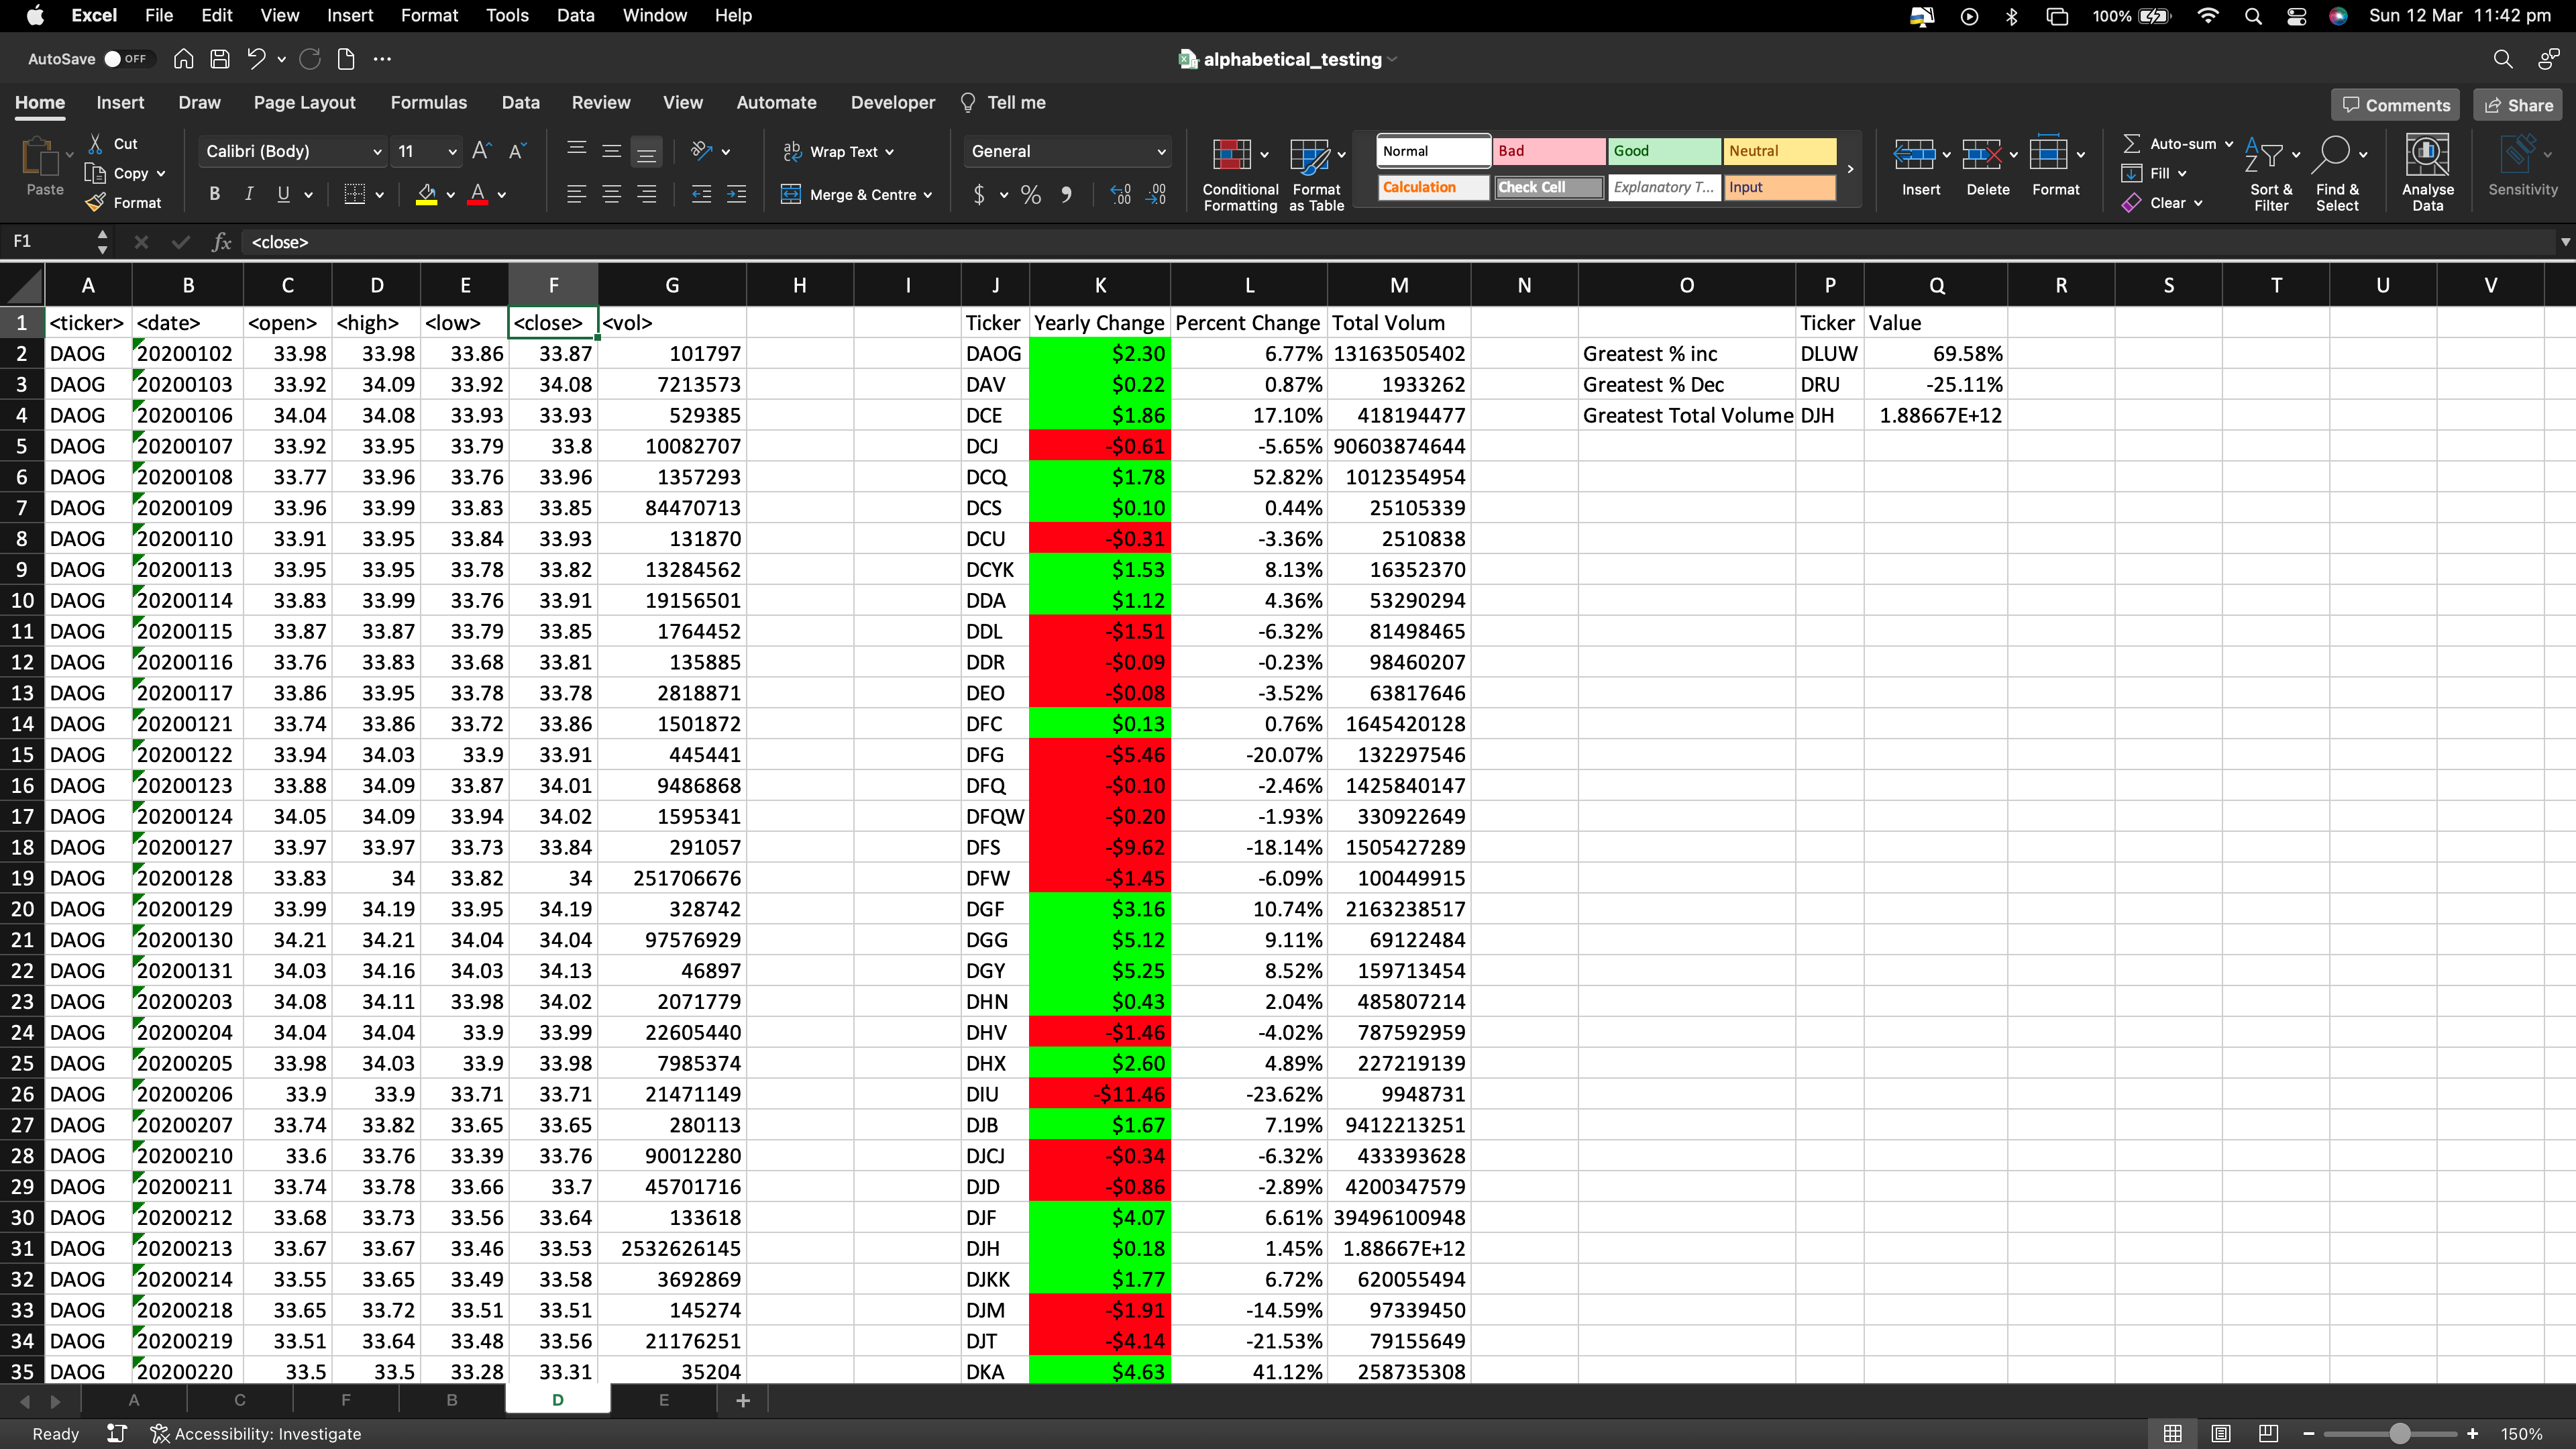 Excel File Edit View Insert Format Tools Data Window Help 100% Sun 12 Mar 11:42 pm
AutoSave OFF ... alphabetical_testing
Home Insert Draw Page Layout Formulas Data Review View Automate Developer Tell me Comments Share
Paste Cut Copy Format
Calibri (Body) 11
B I U
Wrap Text
Merge & Centre
General
$ % 9
Conditional Formatting
Format as Table
Normal Bad Good Neutral
Calculation Check Cell Explanatory T... Input
Insert Delete Format
Auto-sum
Fill
Clear
Sort & Filter
Find & Select
Analyse Data
Sensitivity
F1 fx <close>
A B C D E F G H I J K L M N O P Q R S T U V
1 <ticker> <date> <open> <high> <low> <close> <vol> Ticker Yearly Change Percent Change Total Volum Ticker Value
2 DAOG 20200102 33.98 33.98 33.86 33.87 101797 DAOG $2.30 6.77% 13163505402 Greatest % inc DLUW 69.58%
3 DAOG 20200103 33.92 34.09 33.92 34.08 7213573 DAV $0.22 0.87% 1933262 Greatest % Dec DRU -25.11%
4 DAOG 20200106 34.04 34.08 33.93 33.93 529385 DCE $1.86 17.10% 418194477 Greatest Total Volume DJH 1.88667E+12
5 DAOG 20200107 33.92 33.95 33.79 33.8 10082707 DCJ -$0.61 -5.65% 90603874644
6 DAOG 20200108 33.77 33.96 33.76 33.96 1357293 DCQ $1.78 52.82% 1012354954
7 DAOG 20200109 33.96 33.99 33.83 33.85 84470713 DCS $0.10 0.44% 25105339
8 DAOG 20200110 33.91 33.95 33.84 33.93 131870 DCU -$0.31 -3.36% 2510838
9 DAOG 20200113 33.95 33.95 33.78 33.82 13284562 DCYK $1.53 8.13% 16352370
10 DAOG 20200114 33.83 33.99 33.76 33.91 19156501 DDA $1.12 4.36% 53290294
11 DAOG 20200115 33.87 33.87 33.79 33.85 1764452 DDL -$1.51 -6.32% 81498465
12 DAOG 20200116 33.76 33.83 33.68 33.81 135885 DDR -$0.09 -0.23% 98460207
13 DAOG 20200117 33.86 33.95 33.78 33.78 2818871 DEO -$0.08 -3.52% 63817646
14 DAOG 20200121 33.74 33.86 33.72 33.86 1501872 DFC $0.13 0.76% 1645420128
15 DAOG 20200122 33.94 34.03 33.9 33.91 445441 DFG -$5.46 -20.07% 132297546
16 DAOG 20200123 33.88 34.09 33.87 34.01 9486868 DFQ -$0.10 -2.46% 1425840147
17 DAOG 20200124 34.05 34.09 33.94 34.02 1595341 DFQW -$0.20 -1.93% 330922649
18 DAOG 20200127 33.97 33.97 33.73 33.84 291057 DFS -$9.62 -18.14% 1505427289
19 DAOG 20200128 33.83 34 33.82 34 251706676 DFW -$1.45 -6.09% 100449915
20 DAOG 20200129 33.99 34.19 33.95 34.19 328742 DGF $3.16 10.74% 2163238517
21 DAOG 20200130 34.21 34.21 34.04 34.04 97576929 DGG $5.12 9.11% 69122484
22 DAOG 20200131 34.03 34.16 34.03 34.13 46897 DGY $5.25 8.52% 159713454
23 DAOG 20200203 34.08 34.11 33.98 34.02 2071779 DHN $0.43 2.04% 485807214
24 DAOG 20200204 34.04 34.04 33.9 33.99 22605440 DHV -$1.46 -4.02% 787592959
25 DAOG 20200205 33.98 34.03 33.9 33.98 7985374 DHX $2.60 4.89% 227219139
26 DAOG 20200206 33.9 33.9 33.71 33.71 21471149 DIU -$11.46 -23.62% 9948731
27 DAOG 20200207 33.74 33.82 33.65 33.65 280113 DJB $1.67 7.19% 9412213251
28 DAOG 20200210 33.6 33.76 33.39 33.76 90012280 DJCJ -$0.34 -6.32% 433393628
29 DAOG 20200211 33.74 33.78 33.66 33.7 45701716 DJD -$0.86 -2.89% 4200347579
30 DAOG 20200212 33.68 33.73 33.56 33.64 133618 DJF $4.07 6.61% 39496100948
31 DAOG 20200213 33.67 33.67 33.46 33.53 2532626145 DJH $0.18 1.45% 1.88667E+12
32 DAOG 20200214 33.55 33.65 33.49 33.58 3692869 DJKK $1.77 6.72% 620055494
33 DAOG 20200218 33.65 33.72 33.51 33.51 145274 DJM -$1.91 -14.59% 97339450
34 DAOG 20200219 33.51 33.64 33.48 33.56 21176251 DJT -$4.14 -21.53% 79155649
35 DAOG 20200220 33.5 33.5 33.28 33.31 35204 DKA $4.63 41.12% 258735308
A C F B D E +
Ready Accessibility: Investigate 150%